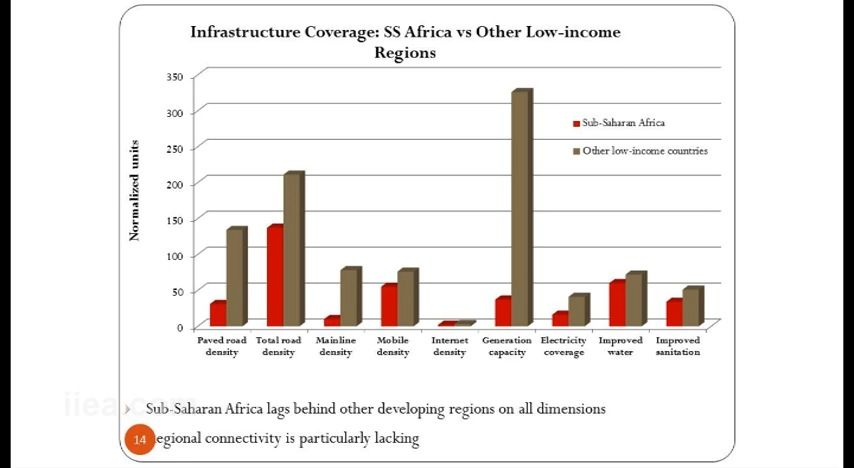 Infrastructure Coverage: SS Africa vs Other Low-income
Regions
350
300
250
200
150
100
50
0
Normalized units
Sub-Saharan Africa
Other low-income countries
Paved road
density
Total road
density
Mainline
density
Mobile
density
Internet
density
Generation
capacity
Electricity
coverage
Improved
water
Improved
sanitation
Sub-Saharan Africa lags behind other developing regions on all dimensions
14 egional connectivity is particularly lacking